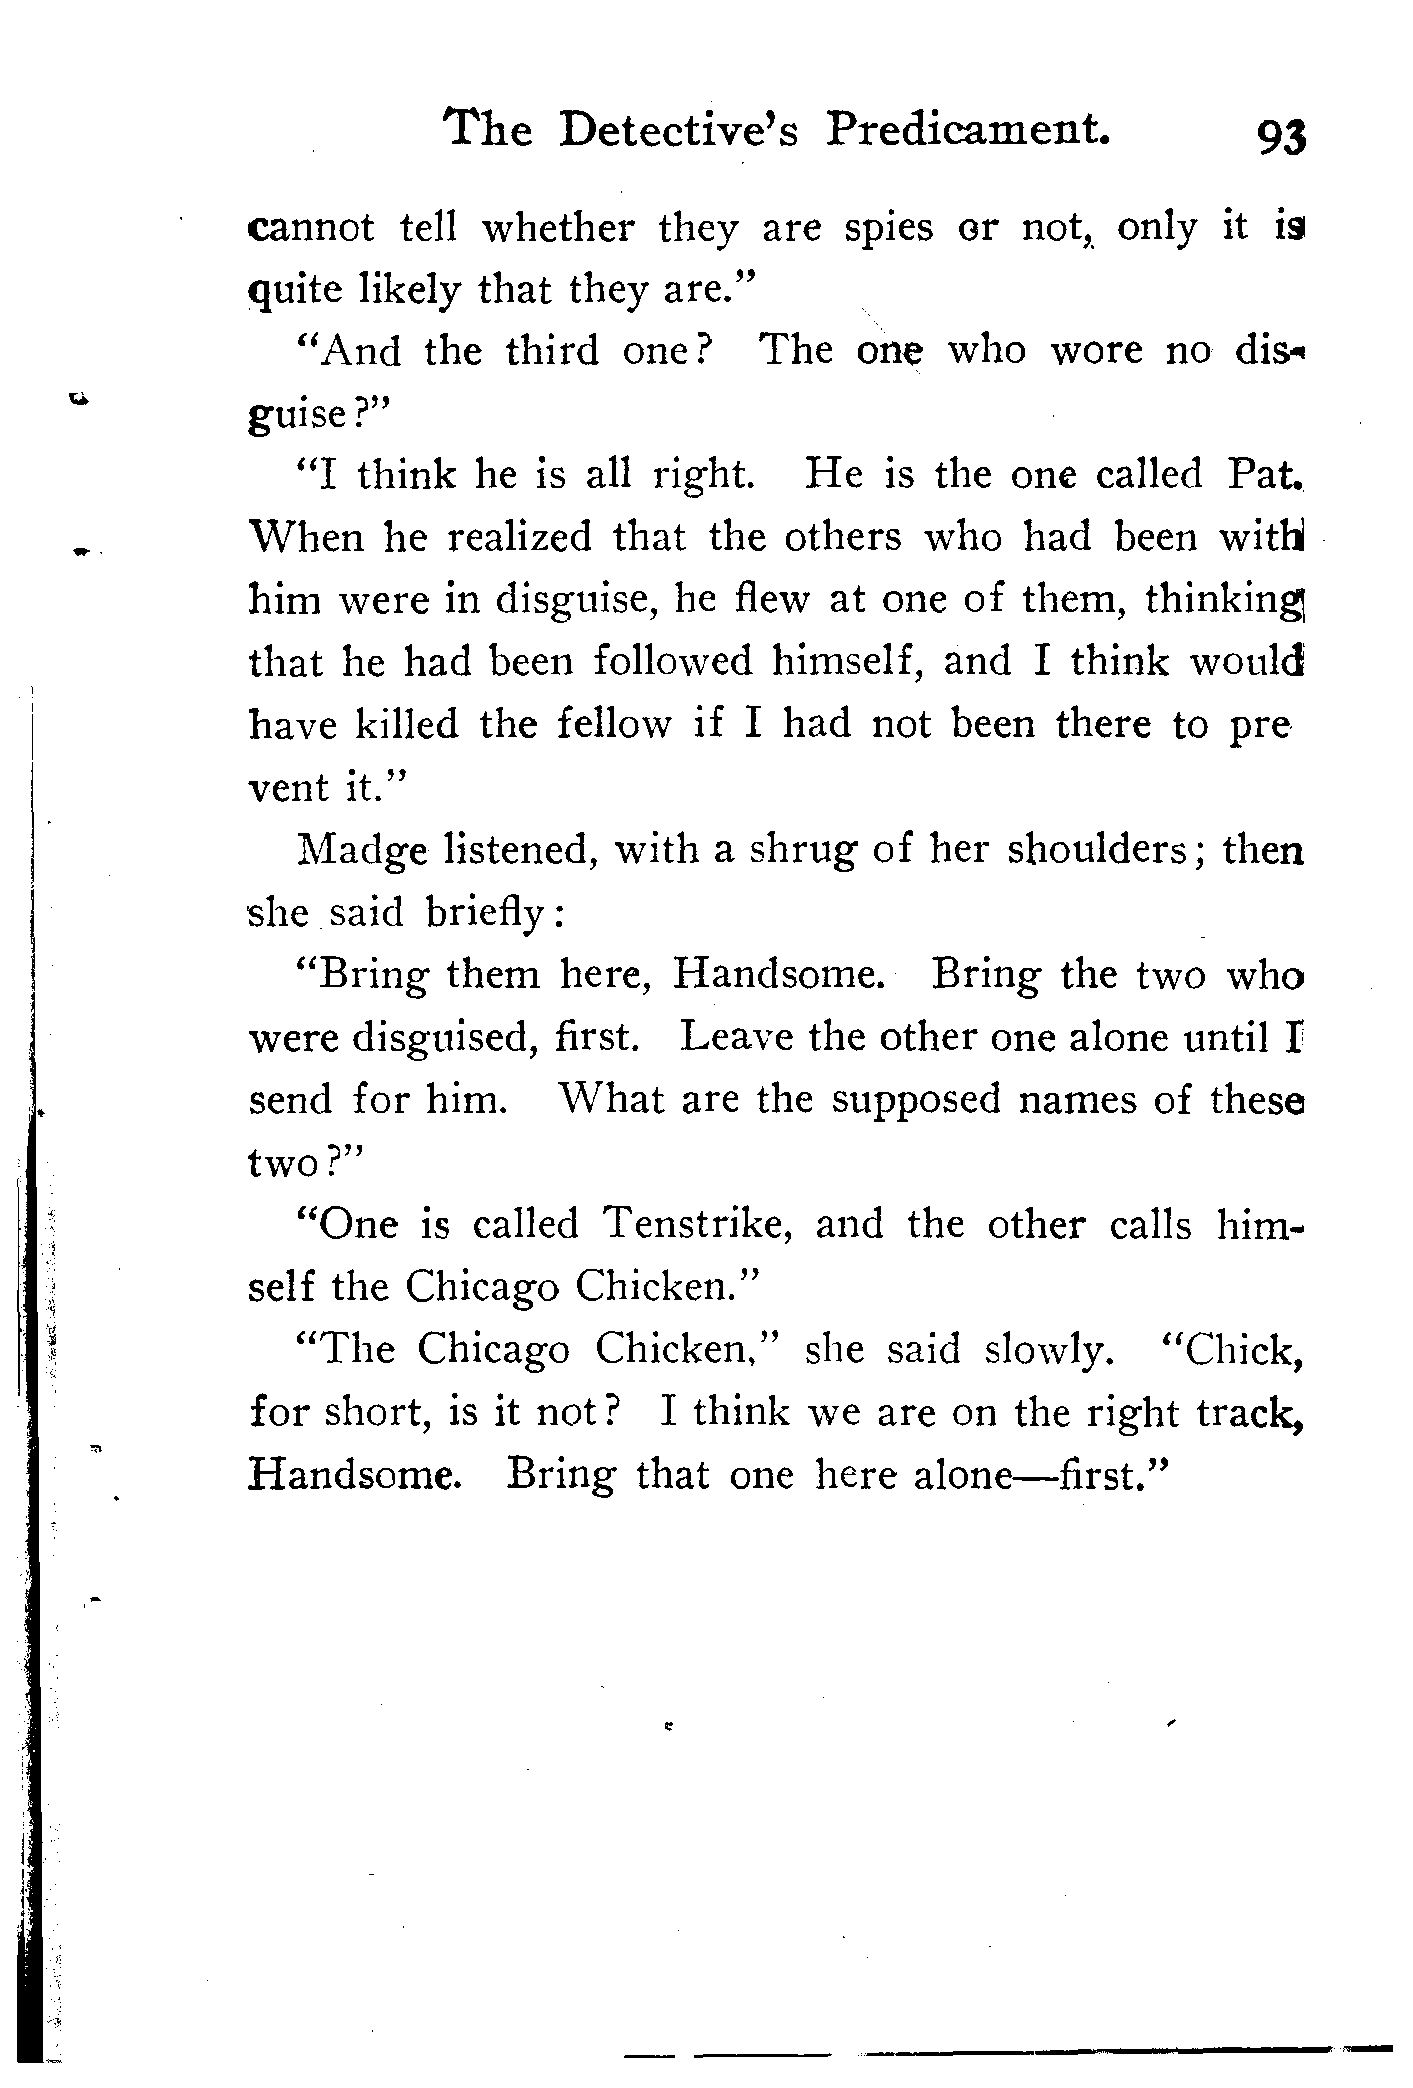 The Detective's Predicament. 93
cannot tell whether they are spies or not, only it is
quite likely that they are."
"And the third one? The one who wore no dis-
guise?"
"I think he is all right. He is the one called Pat.
When he realized that the others who had been with
him were in disguise, he flew at one of them, thinking
that he had been followed himself, and I think would
have killed the fellow if I had not been there to pre
vent it."
Madge listened, with a shrug of her shoulders; then
she said briefly:
"Bring them here, Handsome. Bring the two who
were disguised, first. Leave the other one alone until I
send for him. What are the supposed names of these
two?"
"One is called Tenstrike, and the other calls him-
self the Chicago Chicken."
"The Chicago Chicken," she said slowly. "Chick,
for short, is it not? I think we are on the right track,
Handsome. Bring that one here alone—first."